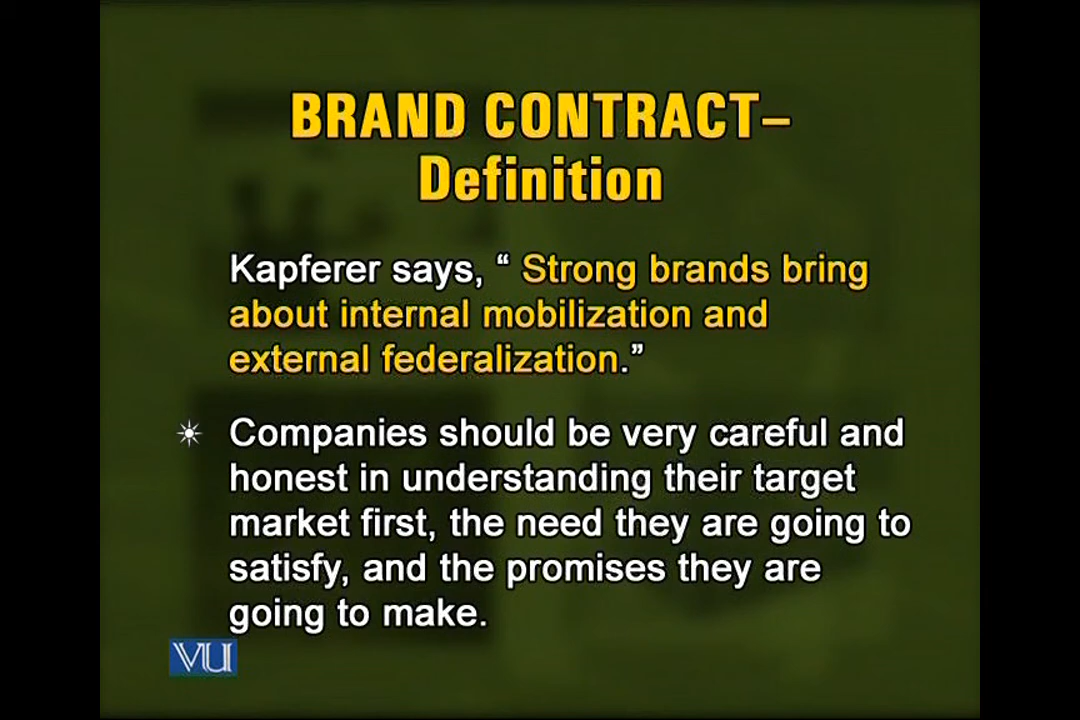 BRAND CONTRACT–
Definition
Kapferer says, “ Strong brands bring
about internal mobilization and
external federalization.”
Companies should be very careful and
honest in understanding their target
market first, the need they are going to
satisfy, and the promises they are
going to make.
VU